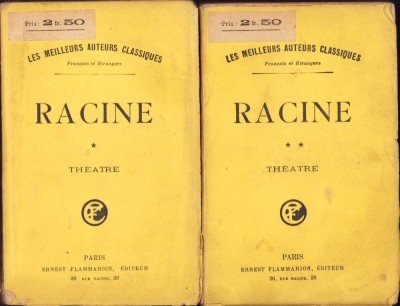 Prix : 2 fr. 50
LES MEILLEURS AUTEURS CLASSIQUES
Français et Étrangers
RACINE
*
THÉATRE
PARIS
ERNEST FLAMMARION, ÉDITEUR
26, RUE RACINE, 26
Prix : 2 fr. 50
LES MEILLEURS AUTEURS CLASSIQUES
Français et Étrangers
RACINE
* *
THÉATRE
PARIS
ERNEST FLAMMARION, ÉDITEUR
26, RUE RACINE, 26